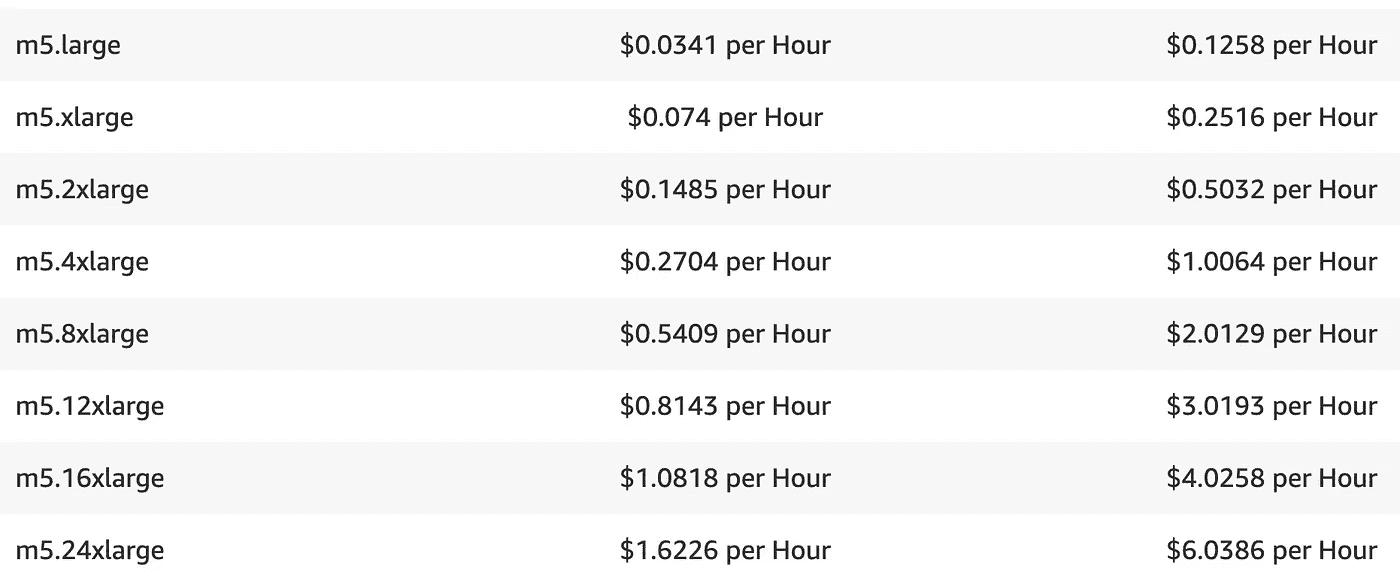 m5.large $0.0341 per Hour $0.1258 per Hour
m5.xlarge $0.074 per Hour $0.2516 per Hour
m5.2xlarge $0.1485 per Hour $0.5032 per Hour
m5.4xlarge $0.2704 per Hour $1.0064 per Hour
m5.8xlarge $0.5409 per Hour $2.0129 per Hour
m5.12xlarge $0.8143 per Hour $3.0193 per Hour
m5.16xlarge $1.0818 per Hour $4.0258 per Hour
m5.24xlarge $1.6226 per Hour $6.0386 per Hour